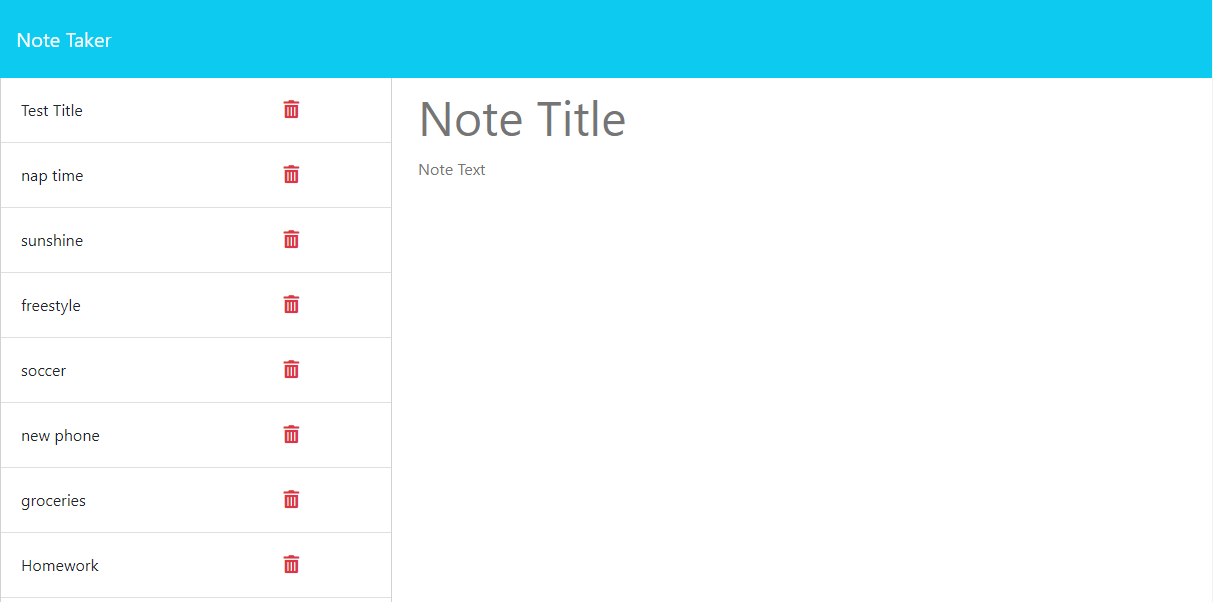 Note Taker
Test Title
nap time
sunshine
freestyle
soccer
new phone
groceries
Homework
Note Title
Note Text